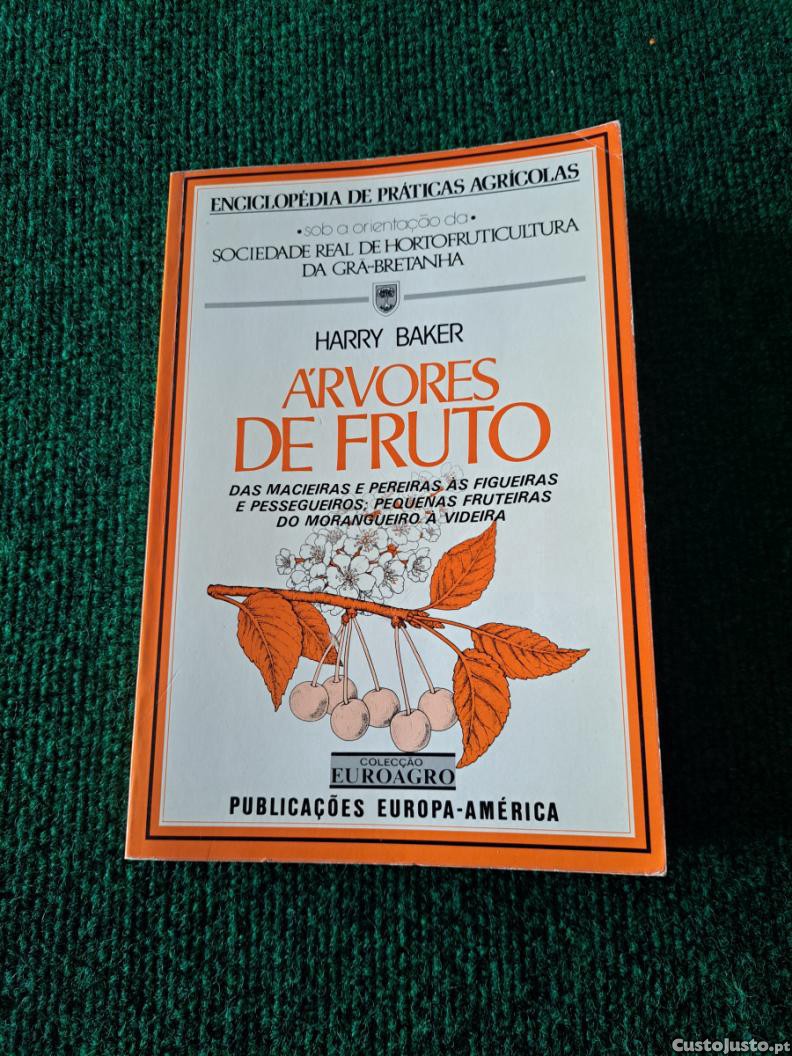 ENCICLOPÉDIA DE PRÁTICAS AGRÍCOLAS
•sob a orientação da•
SOCIEDADE REAL DE HORTOFRUTICULTURA
DA GRÃ-BRETANHA
HARRY BAKER
ÁRVORES
DE FRUTO
DAS MACIEIRAS E PEREIRAS ÀS FIGUEIRAS
E PESSEGUEIROS; PEQUENAS FRUTEIRAS
DO MORANGUEIRO À VIDEIRA
COLECÇÃO
EUROAGRO
PUBLICAÇÕES EUROPA-AMÉRICA
CustoJusto.pt